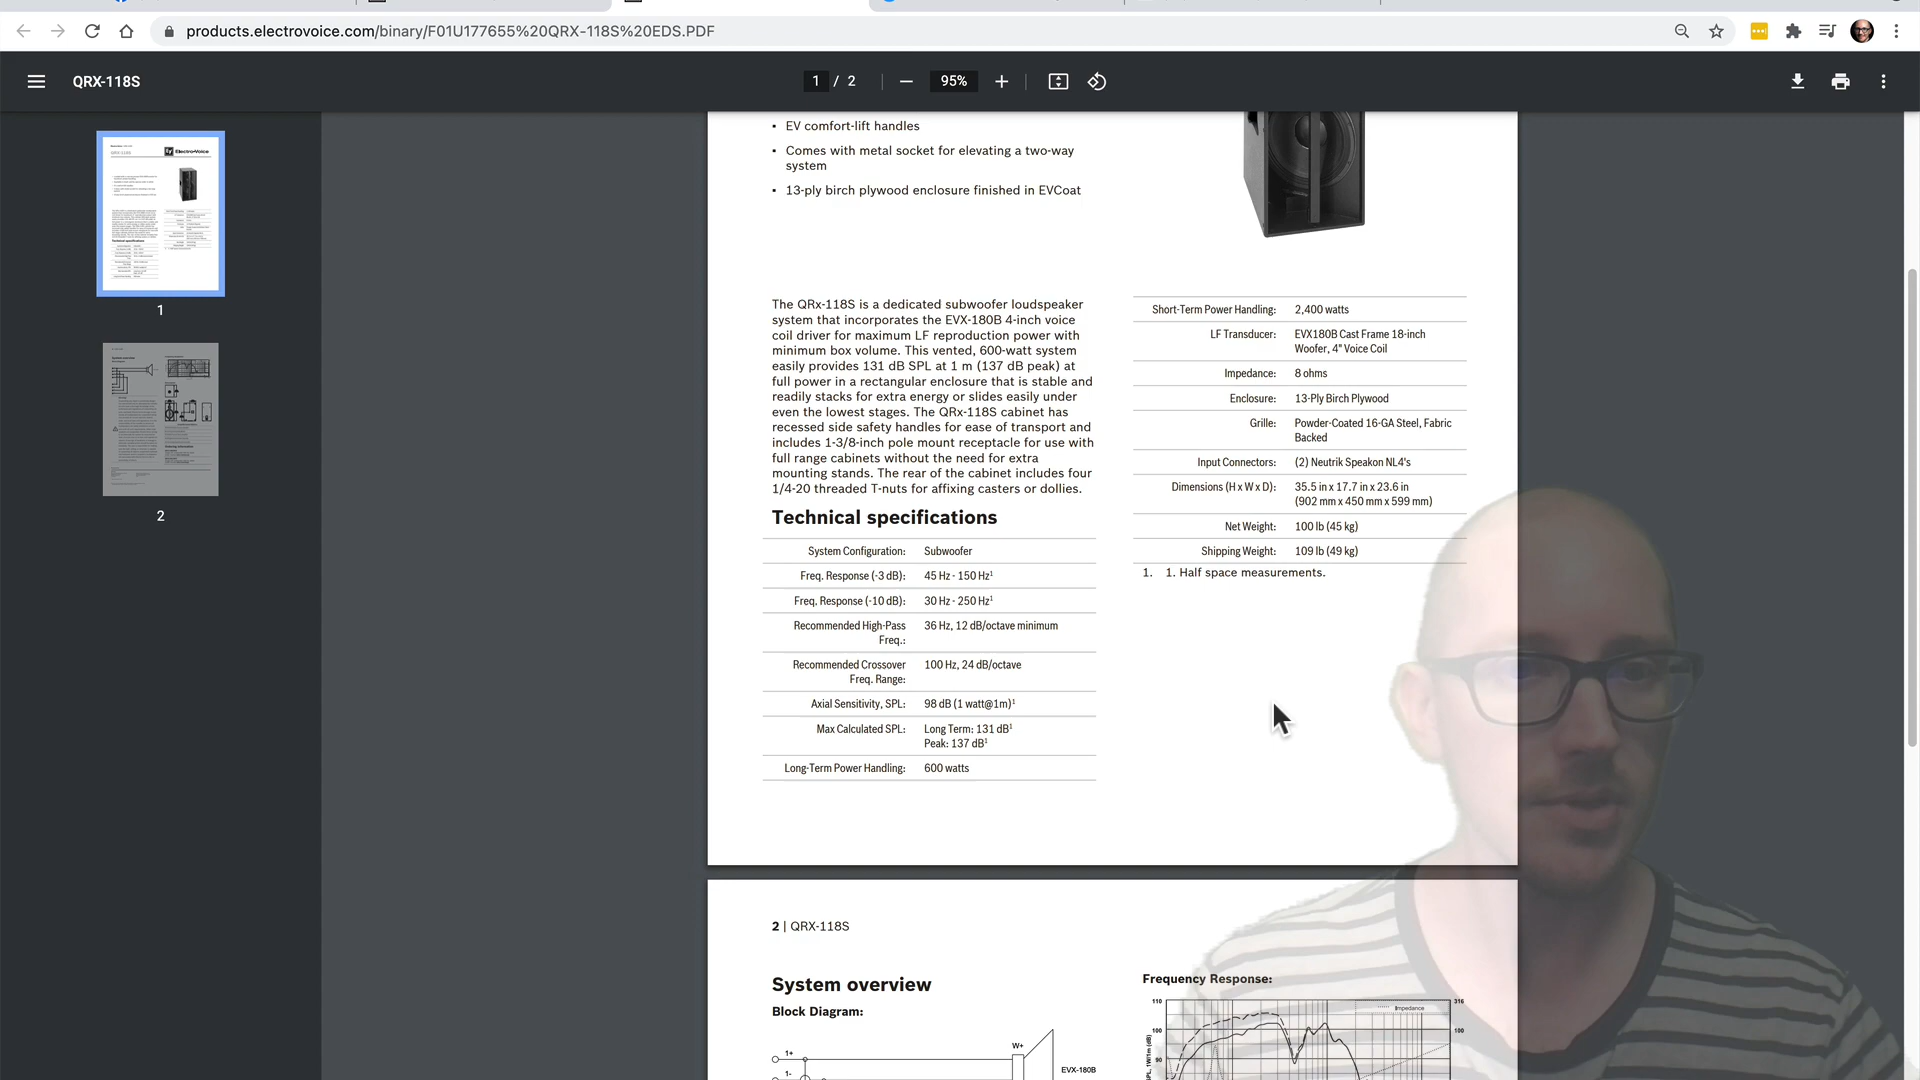 products.electrovoice.com/binary/F01U177655%20QRX-118S%20EDS.PDF
QRX-118S
1 / 2
95%
1
2
• EV comfort-lift handles
• Comes with metal socket for elevating a two-way
system
• 13-ply birch plywood enclosure finished in EVCoat
The QRx-118S is a dedicated subwoofer loudspeaker
system that incorporates the EVX-180B 4-inch voice
coil driver for maximum LF reproduction power with
minimum box volume. This vented, 600-watt system
easily provides 131 dB SPL at 1 m (137 dB peak) at
full power in a rectangular enclosure that is stable and
readily stacks for extra energy or slides easily under
even the lowest stages. The QRx-118S cabinet has
recessed side safety handles for ease of transport and
includes 1-3/8-inch pole mount receptacle for use with
full range cabinets without the need for extra
mounting stands. The rear of the cabinet includes four
1/4-20 threaded T-nuts for affixing casters or dollies.
Technical specifications
System Configuration: Subwoofer
Freq. Response (-3 dB): 45 Hz - 150 Hz¹
Freq. Response (-10 dB): 30 Hz - 250 Hz¹
Recommended High-Pass 36 Hz, 12 dB/octave minimum
Freq.:
Recommended Crossover 100 Hz, 24 dB/octave
Freq. Range:
Axial Sensitivity, SPL: 98 dB (1 watt@1m)¹
Max Calculated SPL: Long Term: 131 dB¹
Peak: 137 dB¹
Long-Term Power Handling: 600 watts
Short-Term Power Handling: 2,400 watts
LF Transducer: EVX180B Cast Frame 18-inch
Woofer, 4" Voice Coil
Impedance: 8 ohms
Enclosure: 13-Ply Birch Plywood
Grille: Powder-Coated 16-GA Steel, Fabric
Backed
Input Connectors: (2) Neutrik Speakon NL4's
Dimensions (H x W x D): 35.5 in x 17.7 in x 23.6 in
(902 mm x 450 mm x 599 mm)
Net Weight: 100 lb (45 kg)
Shipping Weight: 109 lb (49 kg)
1. 1. Half space measurements.
2 | QRX-118S
System overview
Block Diagram:
1+
1-
W+
EVX-180B
Frequency Response:
Impedance
110
100
90
316
100